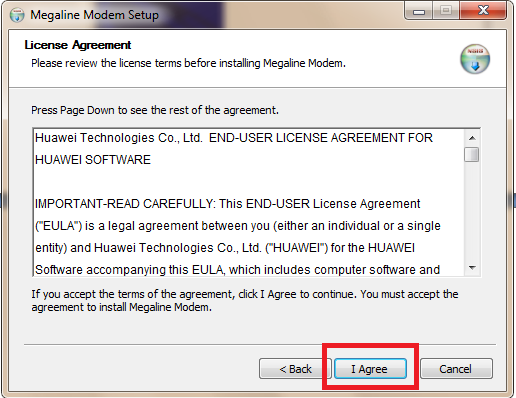 Megaline Modem Setup
License Agreement
Please review the license terms before installing Megaline Modem.
Press Page Down to see the rest of the agreement.
Huawei Technologies Co., Ltd. END-USER LICENSE AGREEMENT FOR
HUAWEI SOFTWARE
IMPORTANT-READ CAREFULLY: This END-USER License Agreement
("EULA") is a legal agreement between you (either an individual or a single
entity) and Huawei Technologies Co., Ltd. ("HUAWEI") for the HUAWEI
Software accompanying this EULA, which includes computer software and
If you accept the terms of the agreement, click I Agree to continue. You must accept the
agreement to install Megaline Modem.
< Back I Agree Cancel